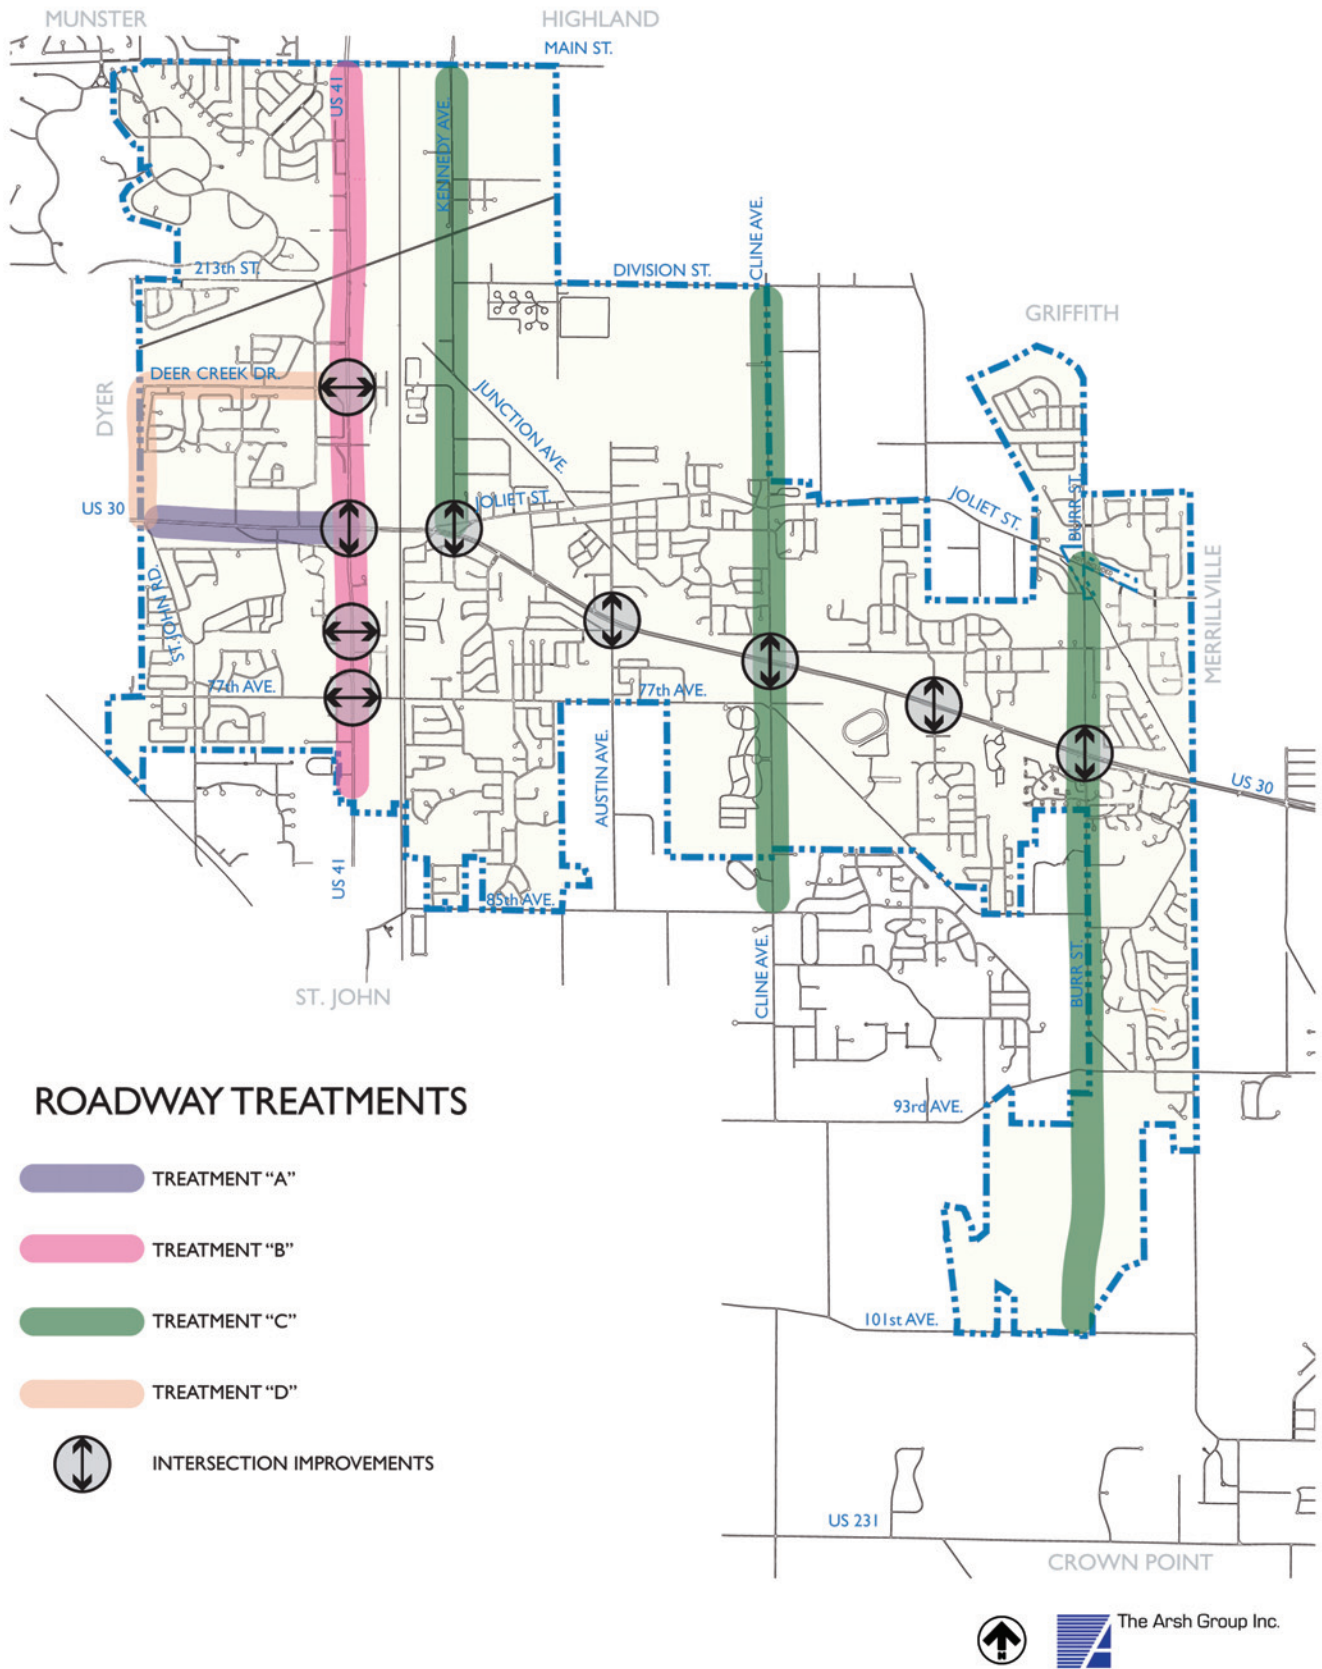 MUNSTER
HIGHLAND
MAIN ST.
US 41
KENNEDY AVE.
CLINE AVE.
213th ST.
DIVISION ST.
GRIFFITH
DEER CREEK DR.
DYER
JUNCTION AVE.
US 30
JOLIET ST.
JOLIET ST.
BURR ST.
MERRILLVILLE
ST. JOHN RD.
77th AVE.
77th AVE.
AUSTIN AVE.
US 30
US 41
85th AVE.
CLINE AVE.
BURR ST.
ST. JOHN
93rd AVE.
ROADWAY TREATMENTS
TREATMENT "A"
TREATMENT "B"
TREATMENT "C"
TREATMENT "D"
INTERSECTION IMPROVEMENTS
101st AVE.
US 231
CROWN POINT
N
The Arsh Group Inc.